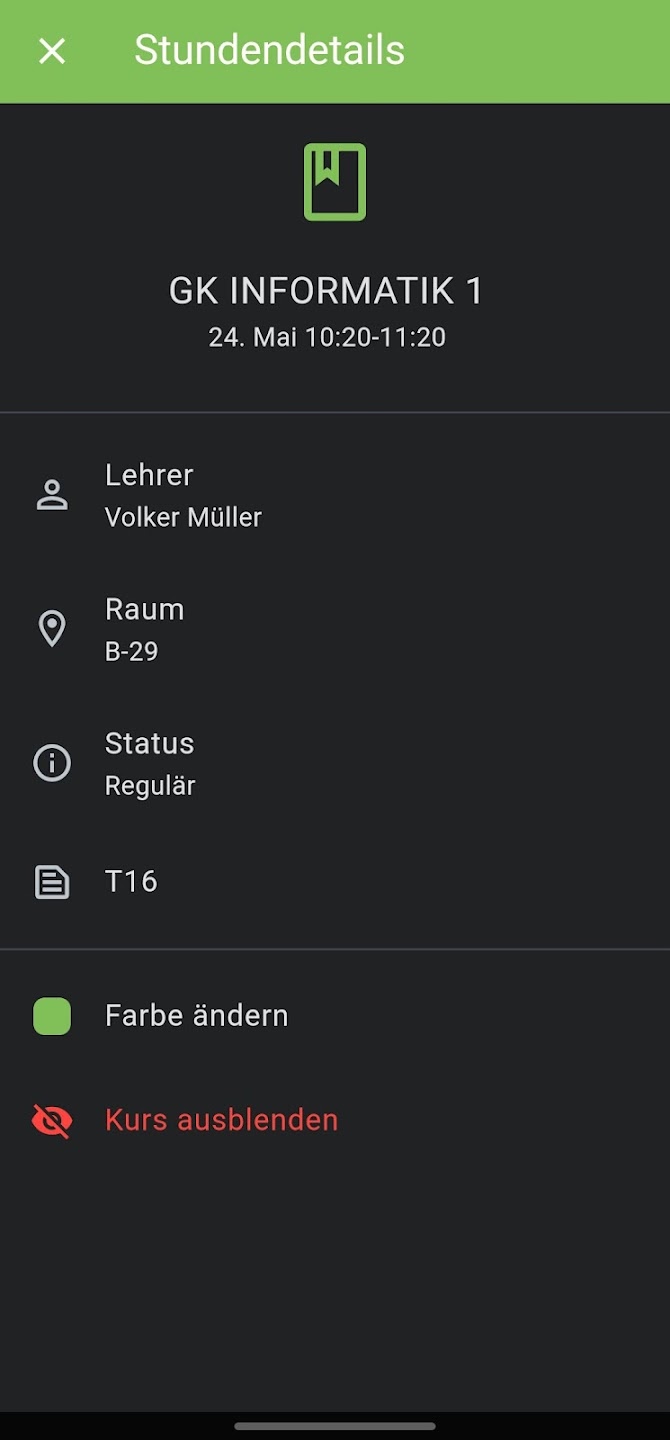 Stundendetails
GK INFORMATIK 1
24. Mai 10:20-11:20
Lehrer
Volker Müller
Raum
B-29
Status
Regulär
T16
Farbe ändern
Kurs ausblenden